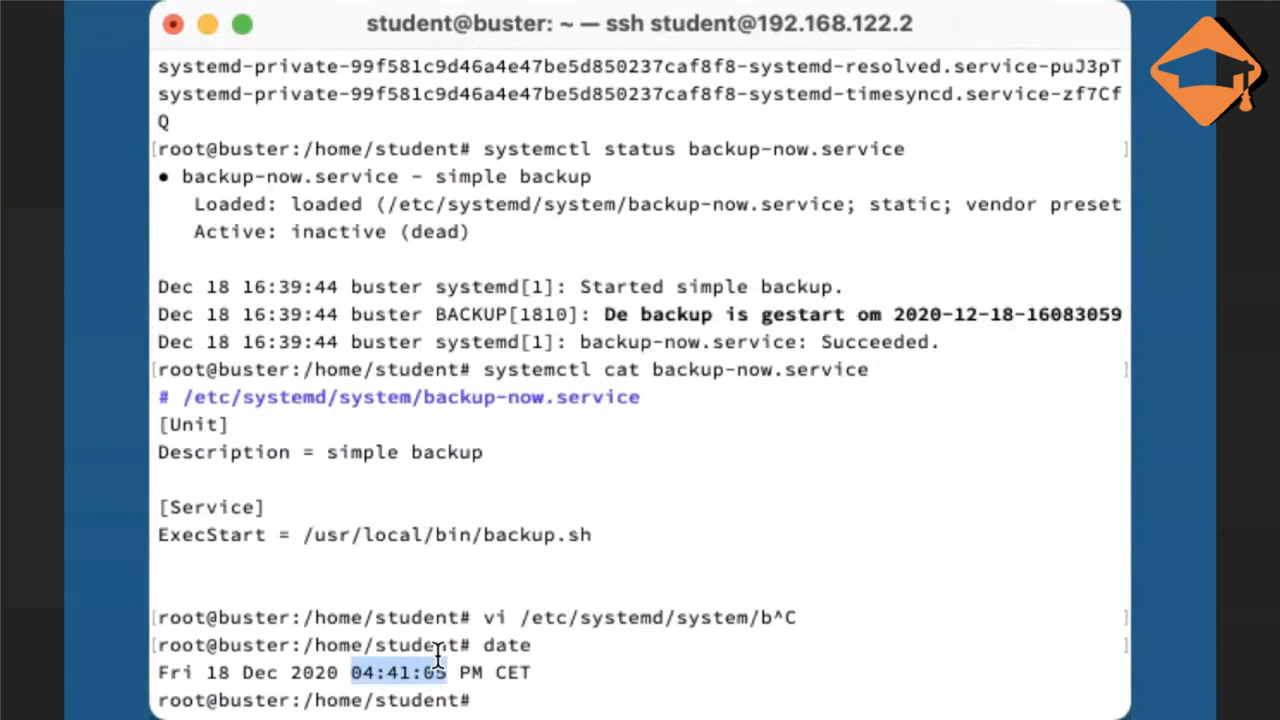 student@buster: ~ — ssh student@192.168.122.2
systemd-private-99f581c9d46a4e47be5d850237caf8f8-systemd-resolved.service-puJ3pT
systemd-private-99f581c9d46a4e47be5d850237caf8f8-systemd-timesyncd.service-zf7Cf
Q
[root@buster:/home/student# systemctl status backup-now.service ]
● backup-now.service - simple backup
Loaded: loaded (/etc/systemd/system/backup-now.service; static; vendor preset
Active: inactive (dead)
Dec 18 16:39:44 buster systemd[1]: Started simple backup.
Dec 18 16:39:44 buster BACKUP[1810]: De backup is gestart om 2020-12-18-16083059
Dec 18 16:39:44 buster systemd[1]: backup-now.service: Succeeded.
[root@buster:/home/student# systemctl cat backup-now.service ]
# /etc/systemd/system/backup-now.service
[Unit]
Description = simple backup
[Service]
ExecStart = /usr/local/bin/backup.sh
[root@buster:/home/student# vi /etc/systemd/system/b^C ]
[root@buster:/home/student# date ]
Fri 18 Dec 2020 04:41:05 PM CET
root@buster:/home/student#